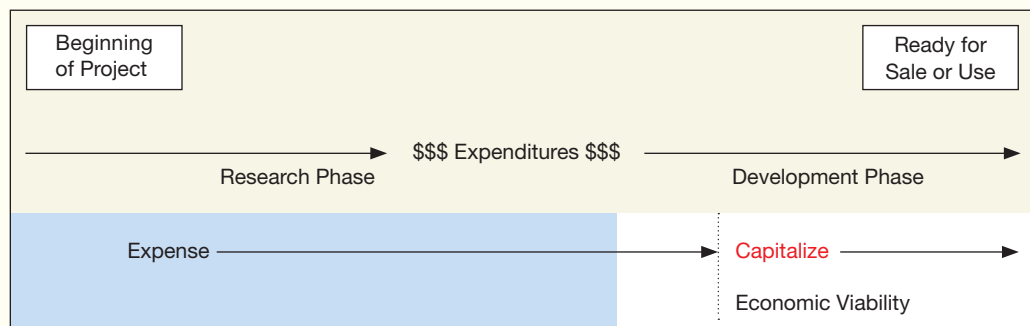 Beginning
of Project
Ready for
Sale or Use
$$$ Expenditures $$$
Research Phase
Development Phase
Expense
Capitalize
Economic Viability